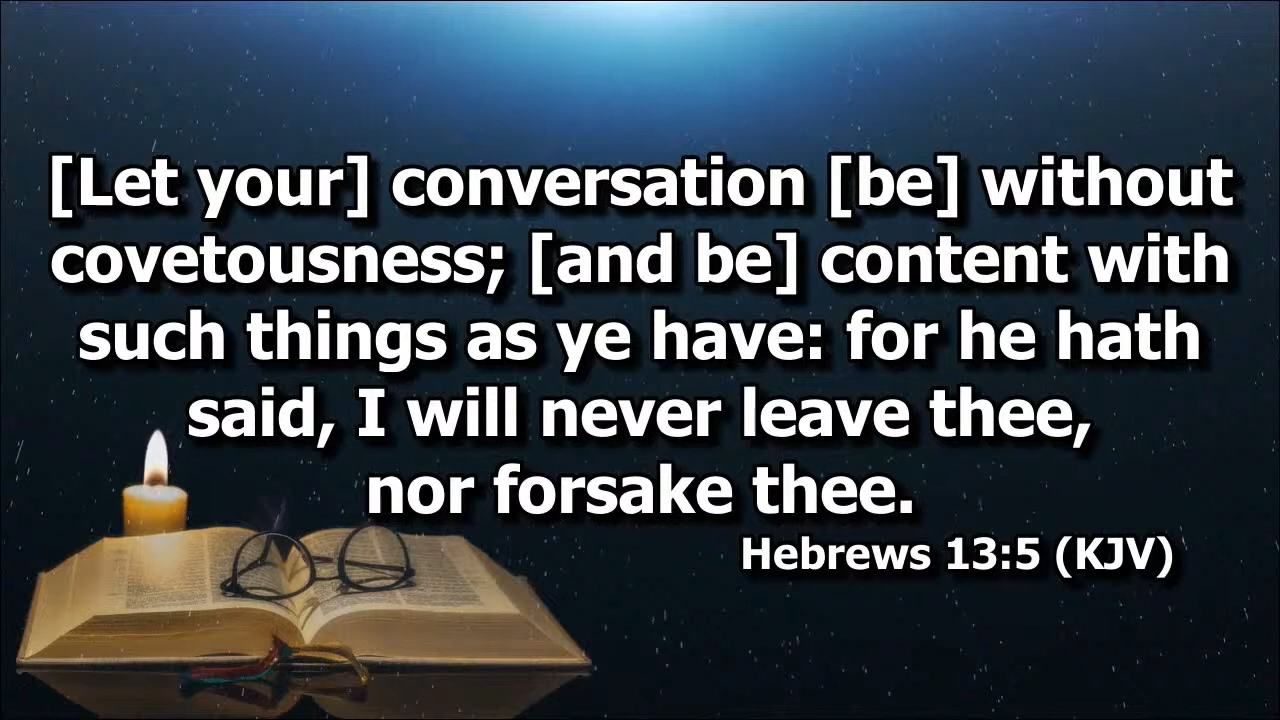 [Let your] conversation [be] without
covetousness; [and be] content with
such things as ye have: for he hath
said, I will never leave thee,
nor forsake thee.
Hebrews 13:5 (KJV)